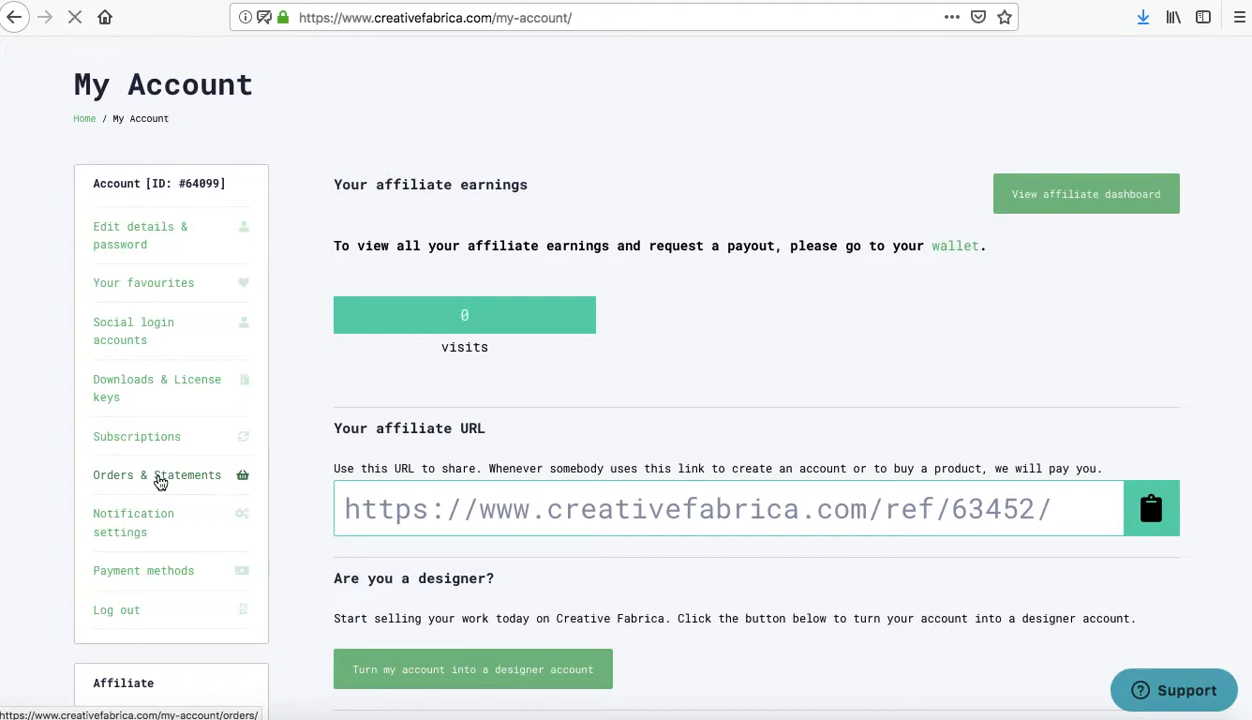 https://www.creativefabrica.com/my-account/
My Account
Home / My Account
Account [ID: #64099]
Edit details &
password
Your favourites
Social login
accounts
Downloads & License
keys
Subscriptions
Orders & Statements
Notification
settings
Payment methods
Log out
Affiliate
Your affiliate earnings
View affiliate dashboard
To view all your affiliate earnings and request a payout, please go to your wallet.
0
visits
Your affiliate URL
Use this URL to share. Whenever somebody uses this link to create an account or to buy a product, we will pay you.
https://www.creativefabrica.com/ref/63452/
Are you a designer?
Start selling your work today on Creative Fabrica. Click the button below to turn your account into a designer account.
Turn my account into a designer account
Support
https://www.creativefabrica.com/my-account/orders/